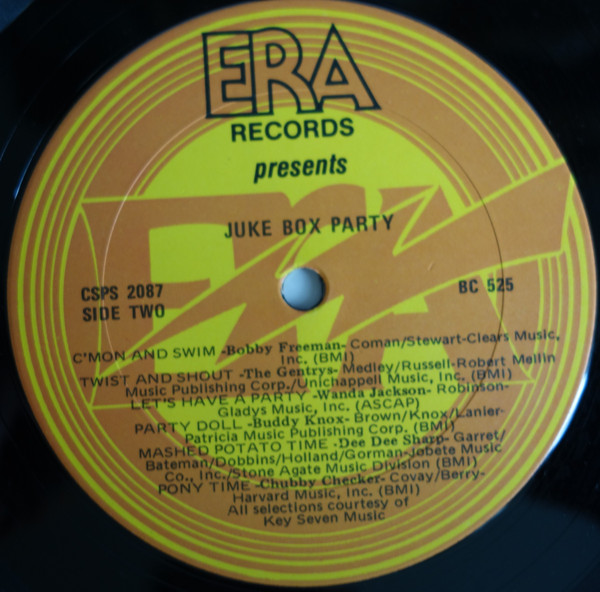 ERA
RECORDS
presents
JUKE BOX PARTY
CSPS 2087
SIDE TWO
BC 525
C'MON AND SWIM -Bobby Freeman- Coman/Stewart-Clears Music,
Inc. (BMI)
TWIST AND SHOUT -The Gentrys- Medley/Russell-Robert Mellin
Music Publishing Corp./Unichappell Music, Inc. (BMI)
LET'S HAVE A PARTY -Wanda Jackson- Robinson-
Gladys Music, Inc. (ASCAP)
PARTY DOLL -Buddy Knox- Brown/Knox/Lanier-
Patricia Music Publishing Corp. (BMI)
MASHED POTATO TIME -Dee Dee Sharp- Garret/
Bateman/Dobbins/Holland/Gorman-Jobete Music
Co., Inc./Stone Agate Music Division (BMI)
PONY TIME -Chubby Checker- Covay/Berry-
Harvard Music, Inc. (BMI)
All selections courtesy of
Key Seven Music